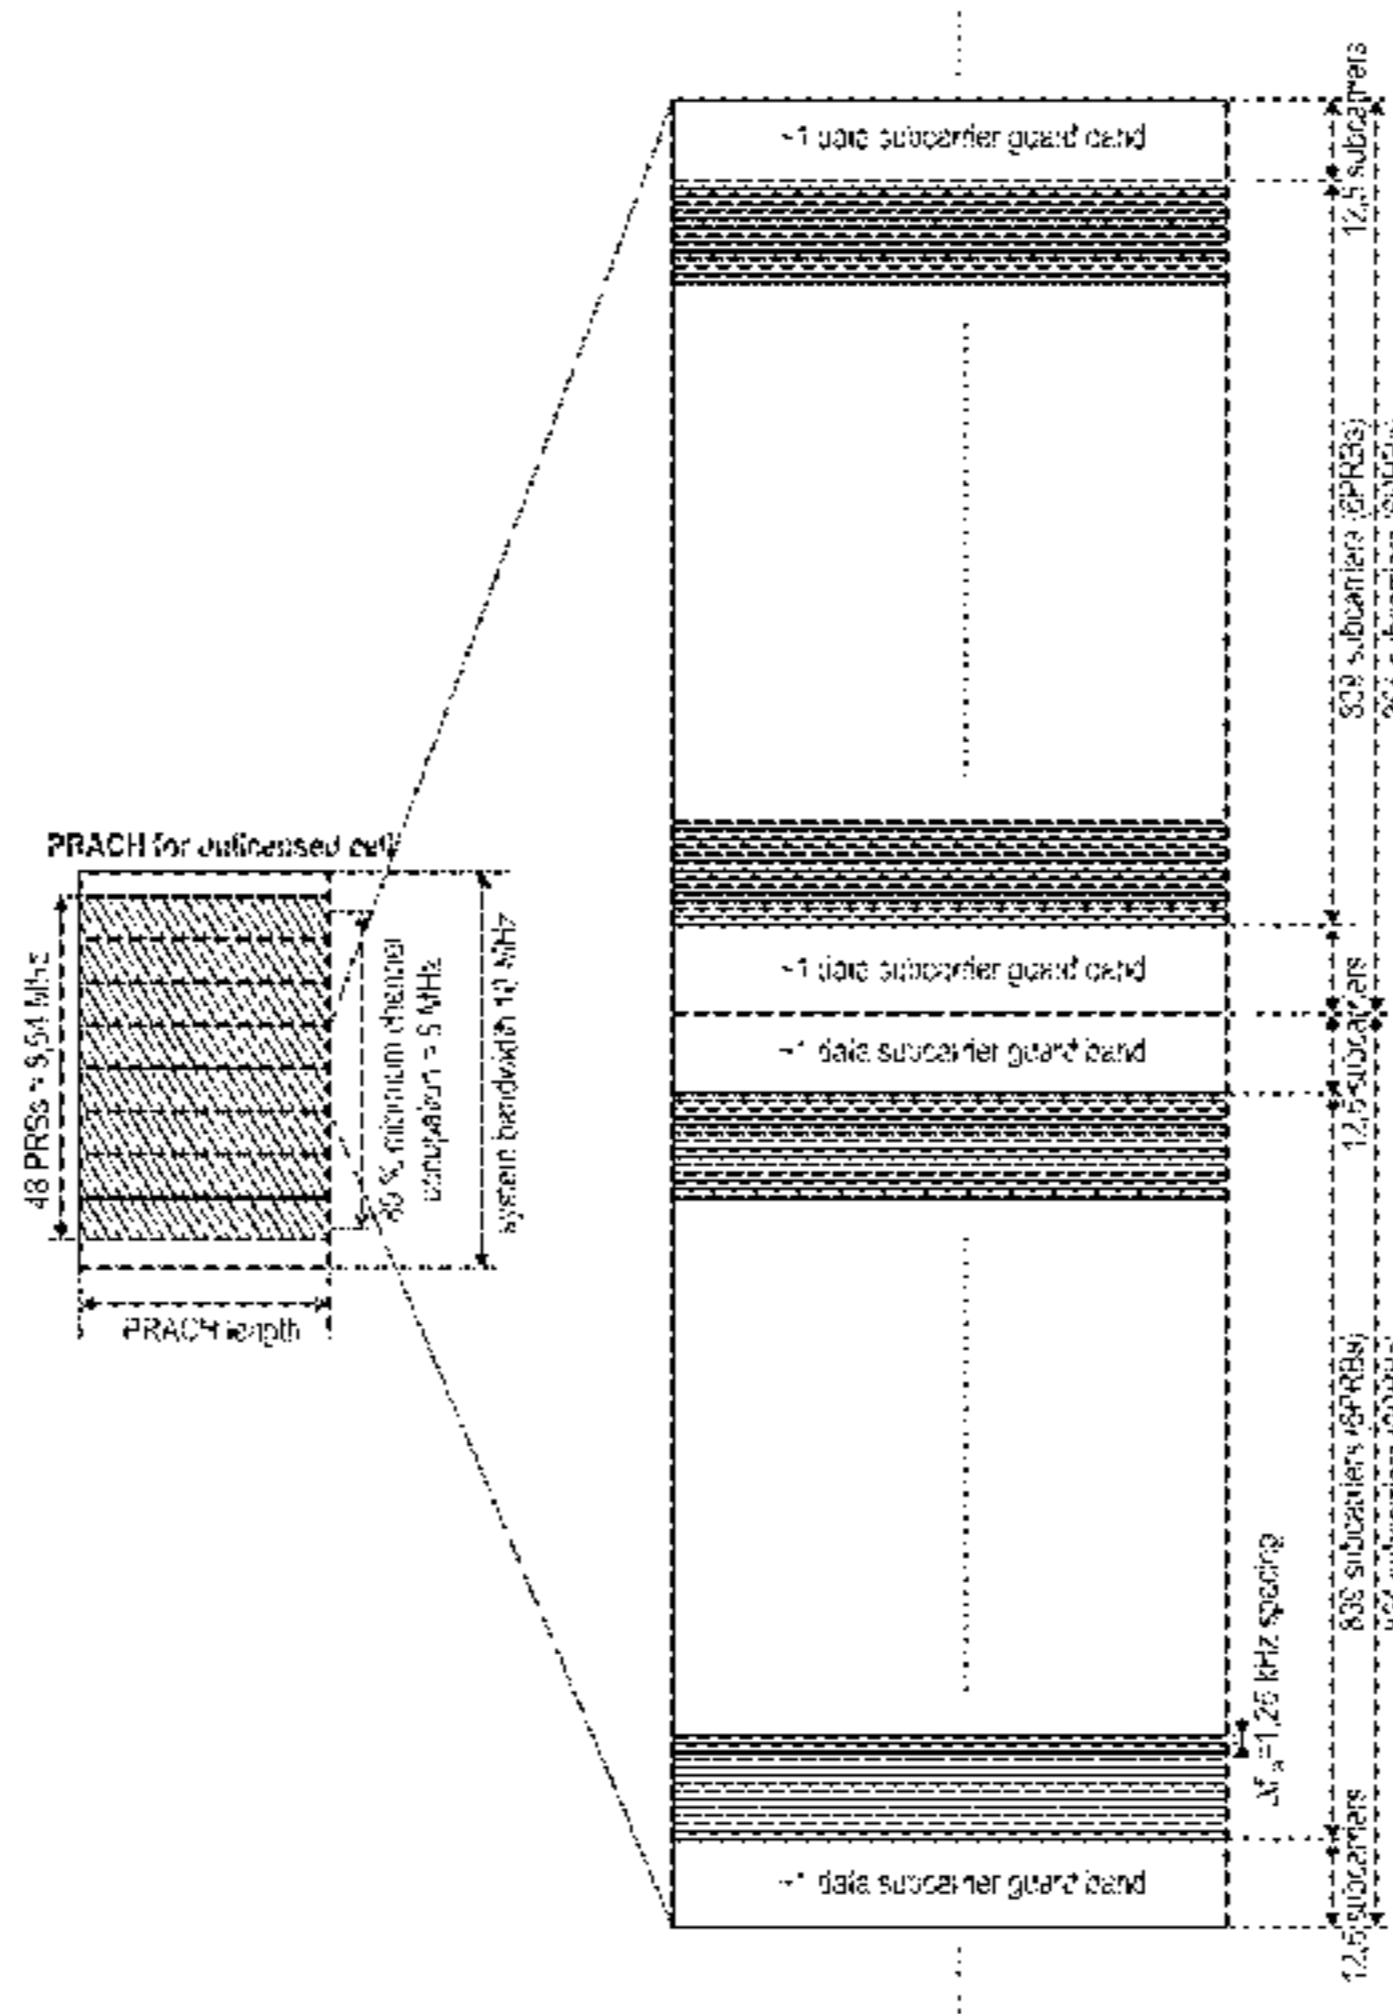 PRACH for unlicensed cell
48 PRBs = 8,64 Mhz
80 % minimum channel
occupation = 8 MHz
system bandwidth 10 MHz
PRACH length
~1 data subcarrier guard band
~1 data subcarrier guard band
~1 data subcarrier guard band
~1 data subcarrier guard band
12,5 subcarriers
839 subcarriers (6PRBs)
12,5 subcarriers
12,5 subcarriers
839 subcarriers (6PRBs)
=1,25 kHz spacing
12,5 subcarriers